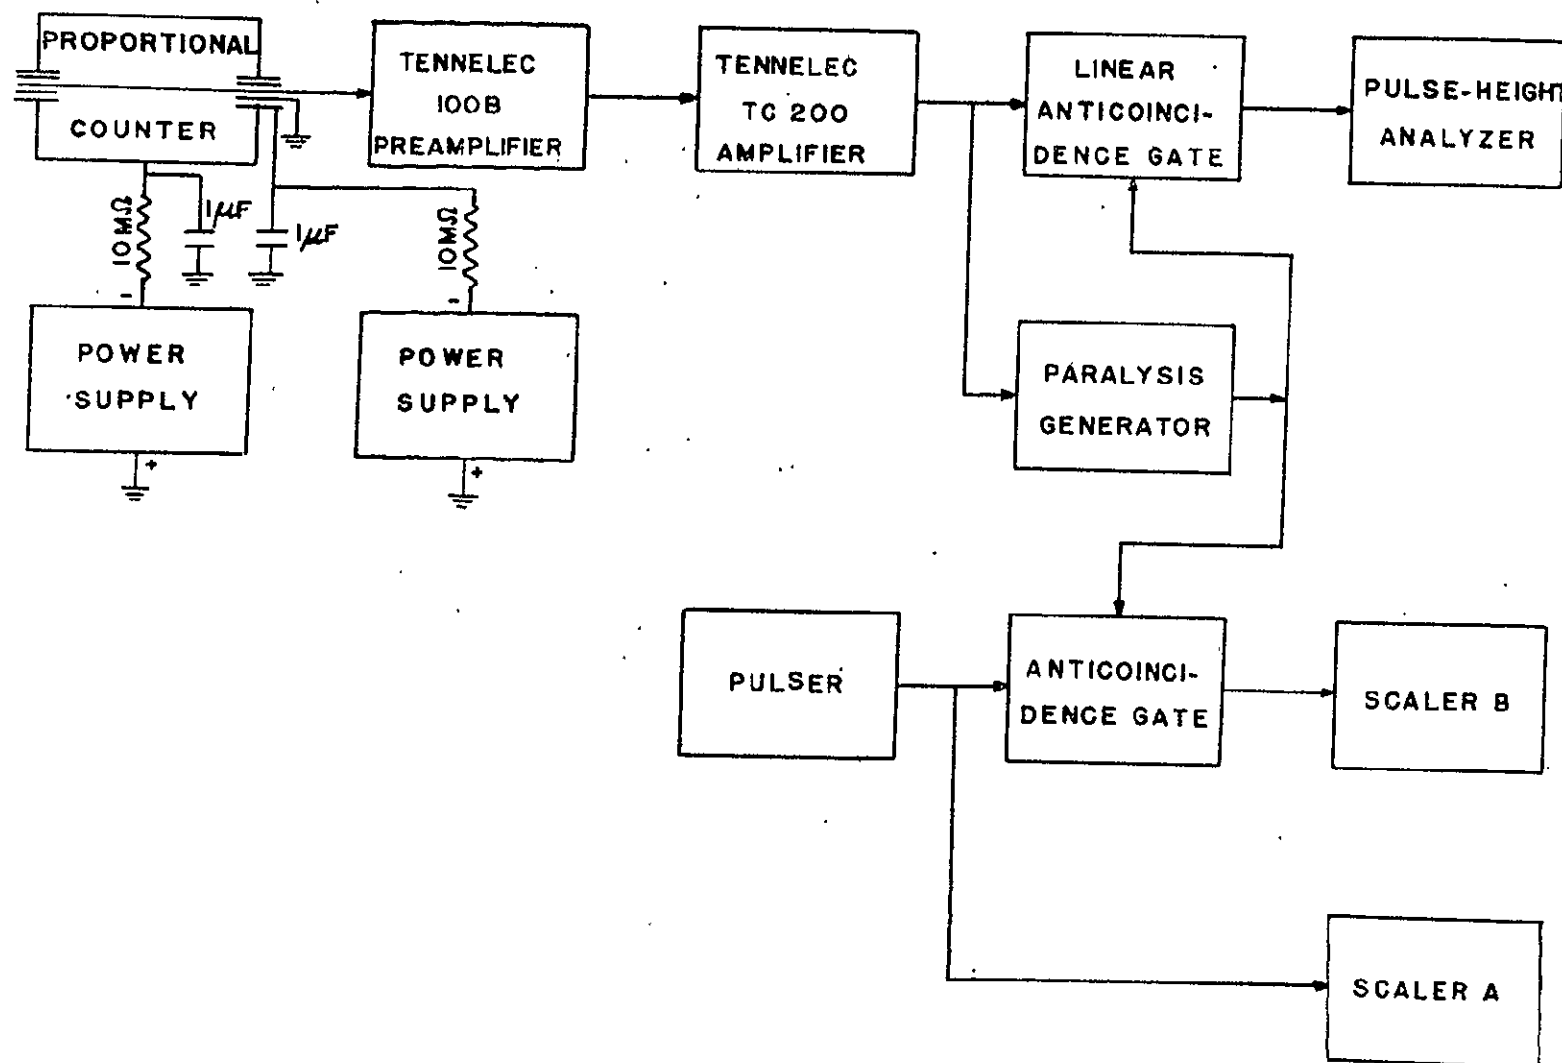 PROPORTIONAL
COUNTER
TENNELEC
100B
PREAMPLIFIER
TENNELEC
TC 200
AMPLIFIER
LINEAR
ANTICOINCI-
DENCE GATE
PULSE-HEIGHT
ANALYZER
10MΩ
1μF
1μF
10MΩ
-
-
POWER
SUPPLY
+
POWER
SUPPLY
+
PARALYSIS
GENERATOR
PULSER
ANTICOINCI-
DENCE GATE
SCALER B
SCALER A